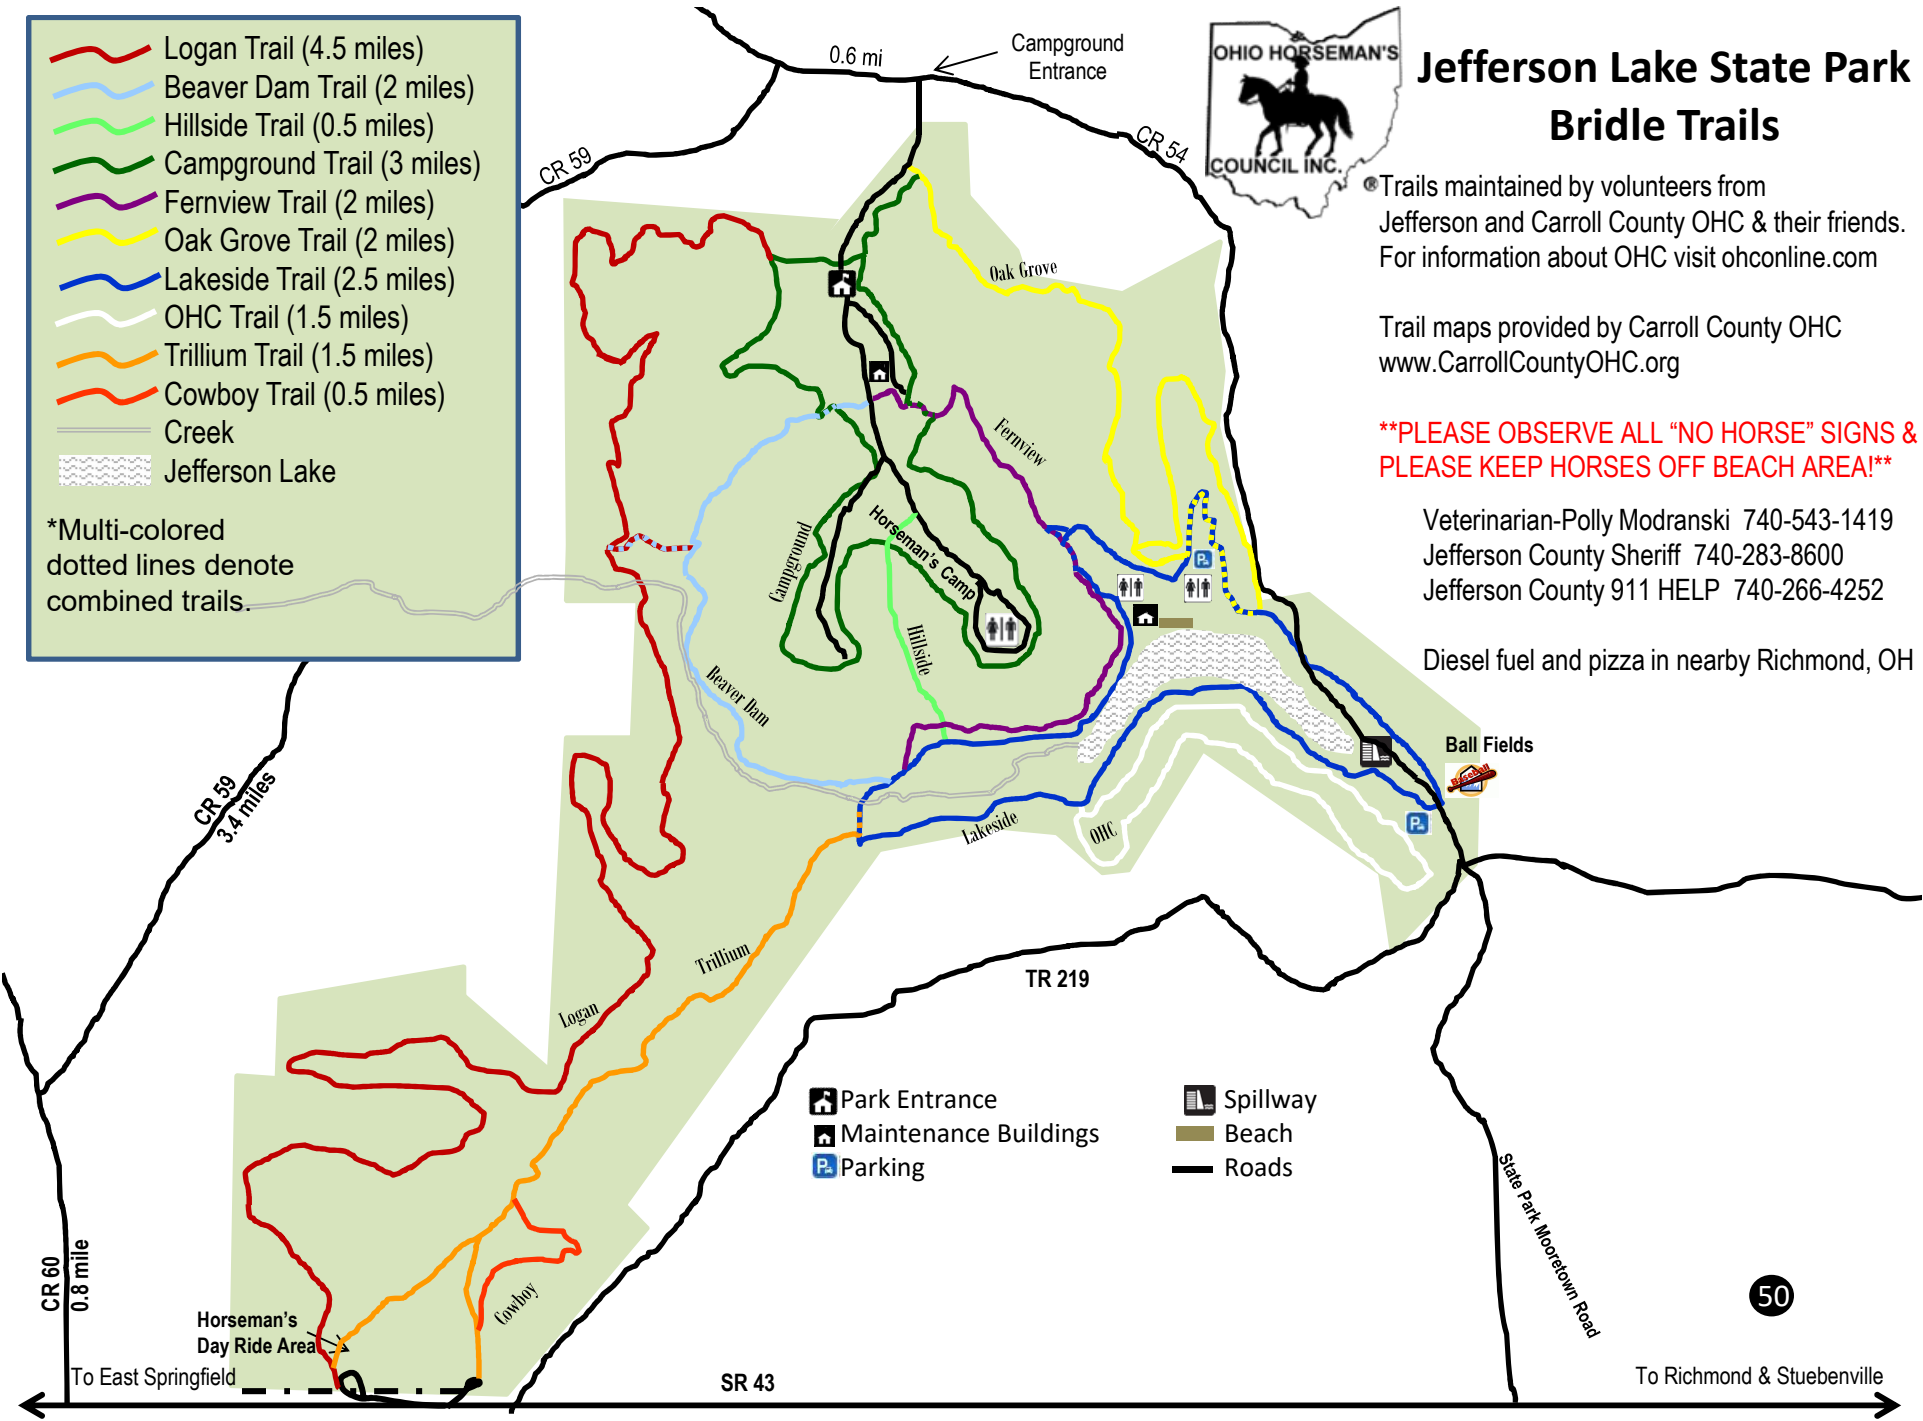 Logan Trail (4.5 miles)
Beaver Dam Trail (2 miles)
Hillside Trail (0.5 miles)
Campground Trail (3 miles)
Fernview Trail (2 miles)
Oak Grove Trail (2 miles)
Lakeside Trail (2.5 miles)
OHC Trail (1.5 miles)
Trillium Trail (1.5 miles)
Cowboy Trail (0.5 miles)
Creek
Jefferson Lake
*Multi-colored
dotted lines denote
combined trails.
0.6 mi
Campground
Entrance
CR 59
CR 54
OHIO HORSEMAN'S
COUNCIL INC.
®
Jefferson Lake State Park
Bridle Trails
Trails maintained by volunteers from
Jefferson and Carroll County OHC & their friends.
For information about OHC visit ohconline.com
Trail maps provided by Carroll County OHC
www.CarrollCountyOHC.org
**PLEASE OBSERVE ALL “NO HORSE” SIGNS &
PLEASE KEEP HORSES OFF BEACH AREA!**
Veterinarian-Polly Modranski 740-543-1419
Jefferson County Sheriff 740-283-8600
Jefferson County 911 HELP 740-266-4252
Diesel fuel and pizza in nearby Richmond, OH
Oak Grove
Fernview
Campground
Horseman's Camp
Hillside
Beaver Dam
P
Ball Fields
Baseball
P
Lakeside
OHC
CR 59
3.4 miles
Trillium
Logan
TR 219
Park Entrance
Maintenance Buildings
P
Parking
Spillway
Beach
Roads
State Park Mooretown Road
CR 60
0.8 mile
Cowboy
Horseman's
Day Ride Area
To East Springfield
SR 43
50
To Richmond & Stuebenville